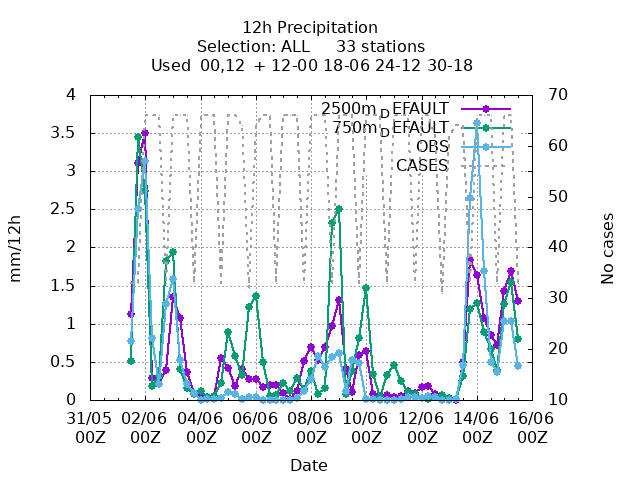 12h Precipitation
Selection: ALL 33 stations
Used 00,12 + 12-00 18-06 24-12 30-18
4
3.5
3
2.5
2
1.5
1
0.5
0
70
60
50
40
30
20
10
2500m_DEFAULT
750m_DEFAULT
OBS
CASES
mm/12h
No cases
31/05 02/06 04/06 06/06 08/06 10/06 12/06 14/06 16/06
00Z 00Z 00Z 00Z 00Z 00Z 00Z 00Z 00Z
Date